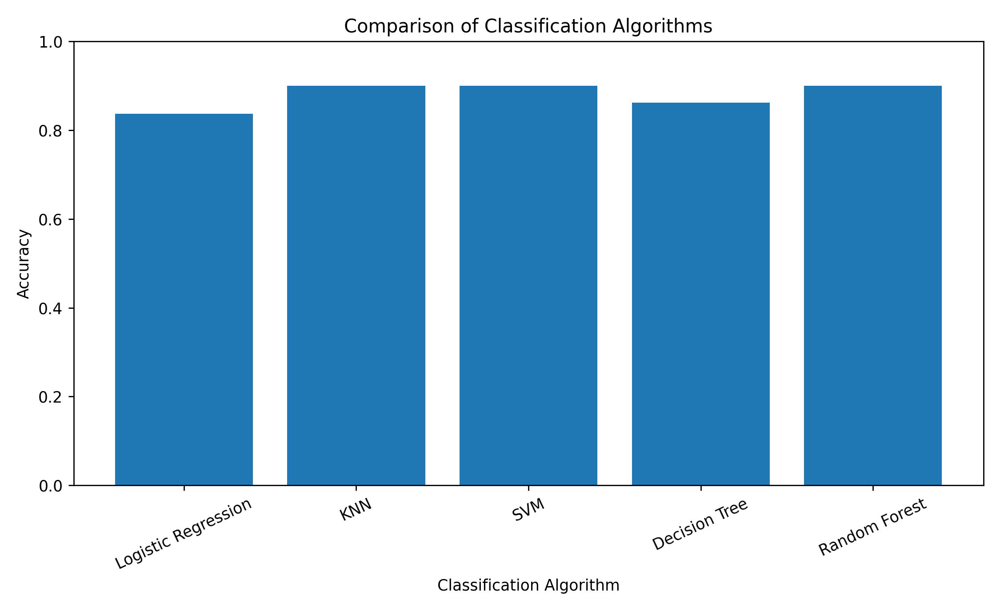 Comparison of Classification Algorithms
1.0
0.8
0.6
0.4
0.2
0.0
Accuracy
Logistic Regression
KNN
SVM
Decision Tree
Random Forest
Classification Algorithm